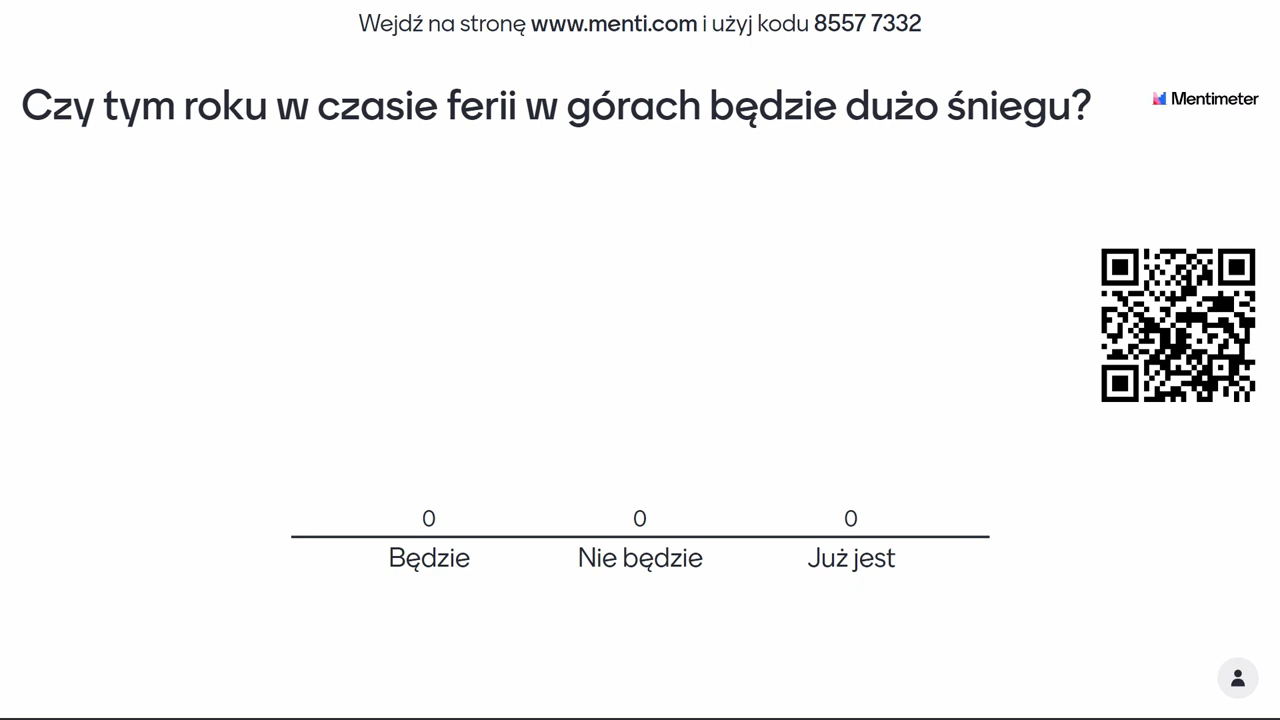 Wejdź na stronę www.menti.com i użyj kodu 8557 7332
Czy tym roku w czasie ferii w górach będzie dużo śniegu?
Mentimeter
0 0 0
Będzie Nie będzie Już jest